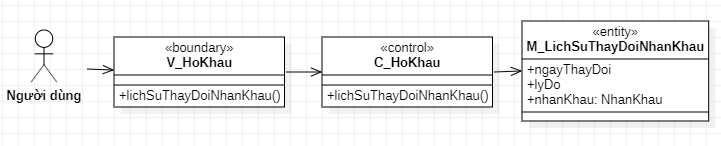 Người dùng
«boundary»
V_HoKhau
+lichSuThayDoiNhanKhau()
«control»
C_HoKhau
+lichSuThayDoiNhanKhau()
«entity»
M_LichSuThayDoiNhanKhau
+ngayThayDoi
+lyDo
+nhanKhau: NhanKhau